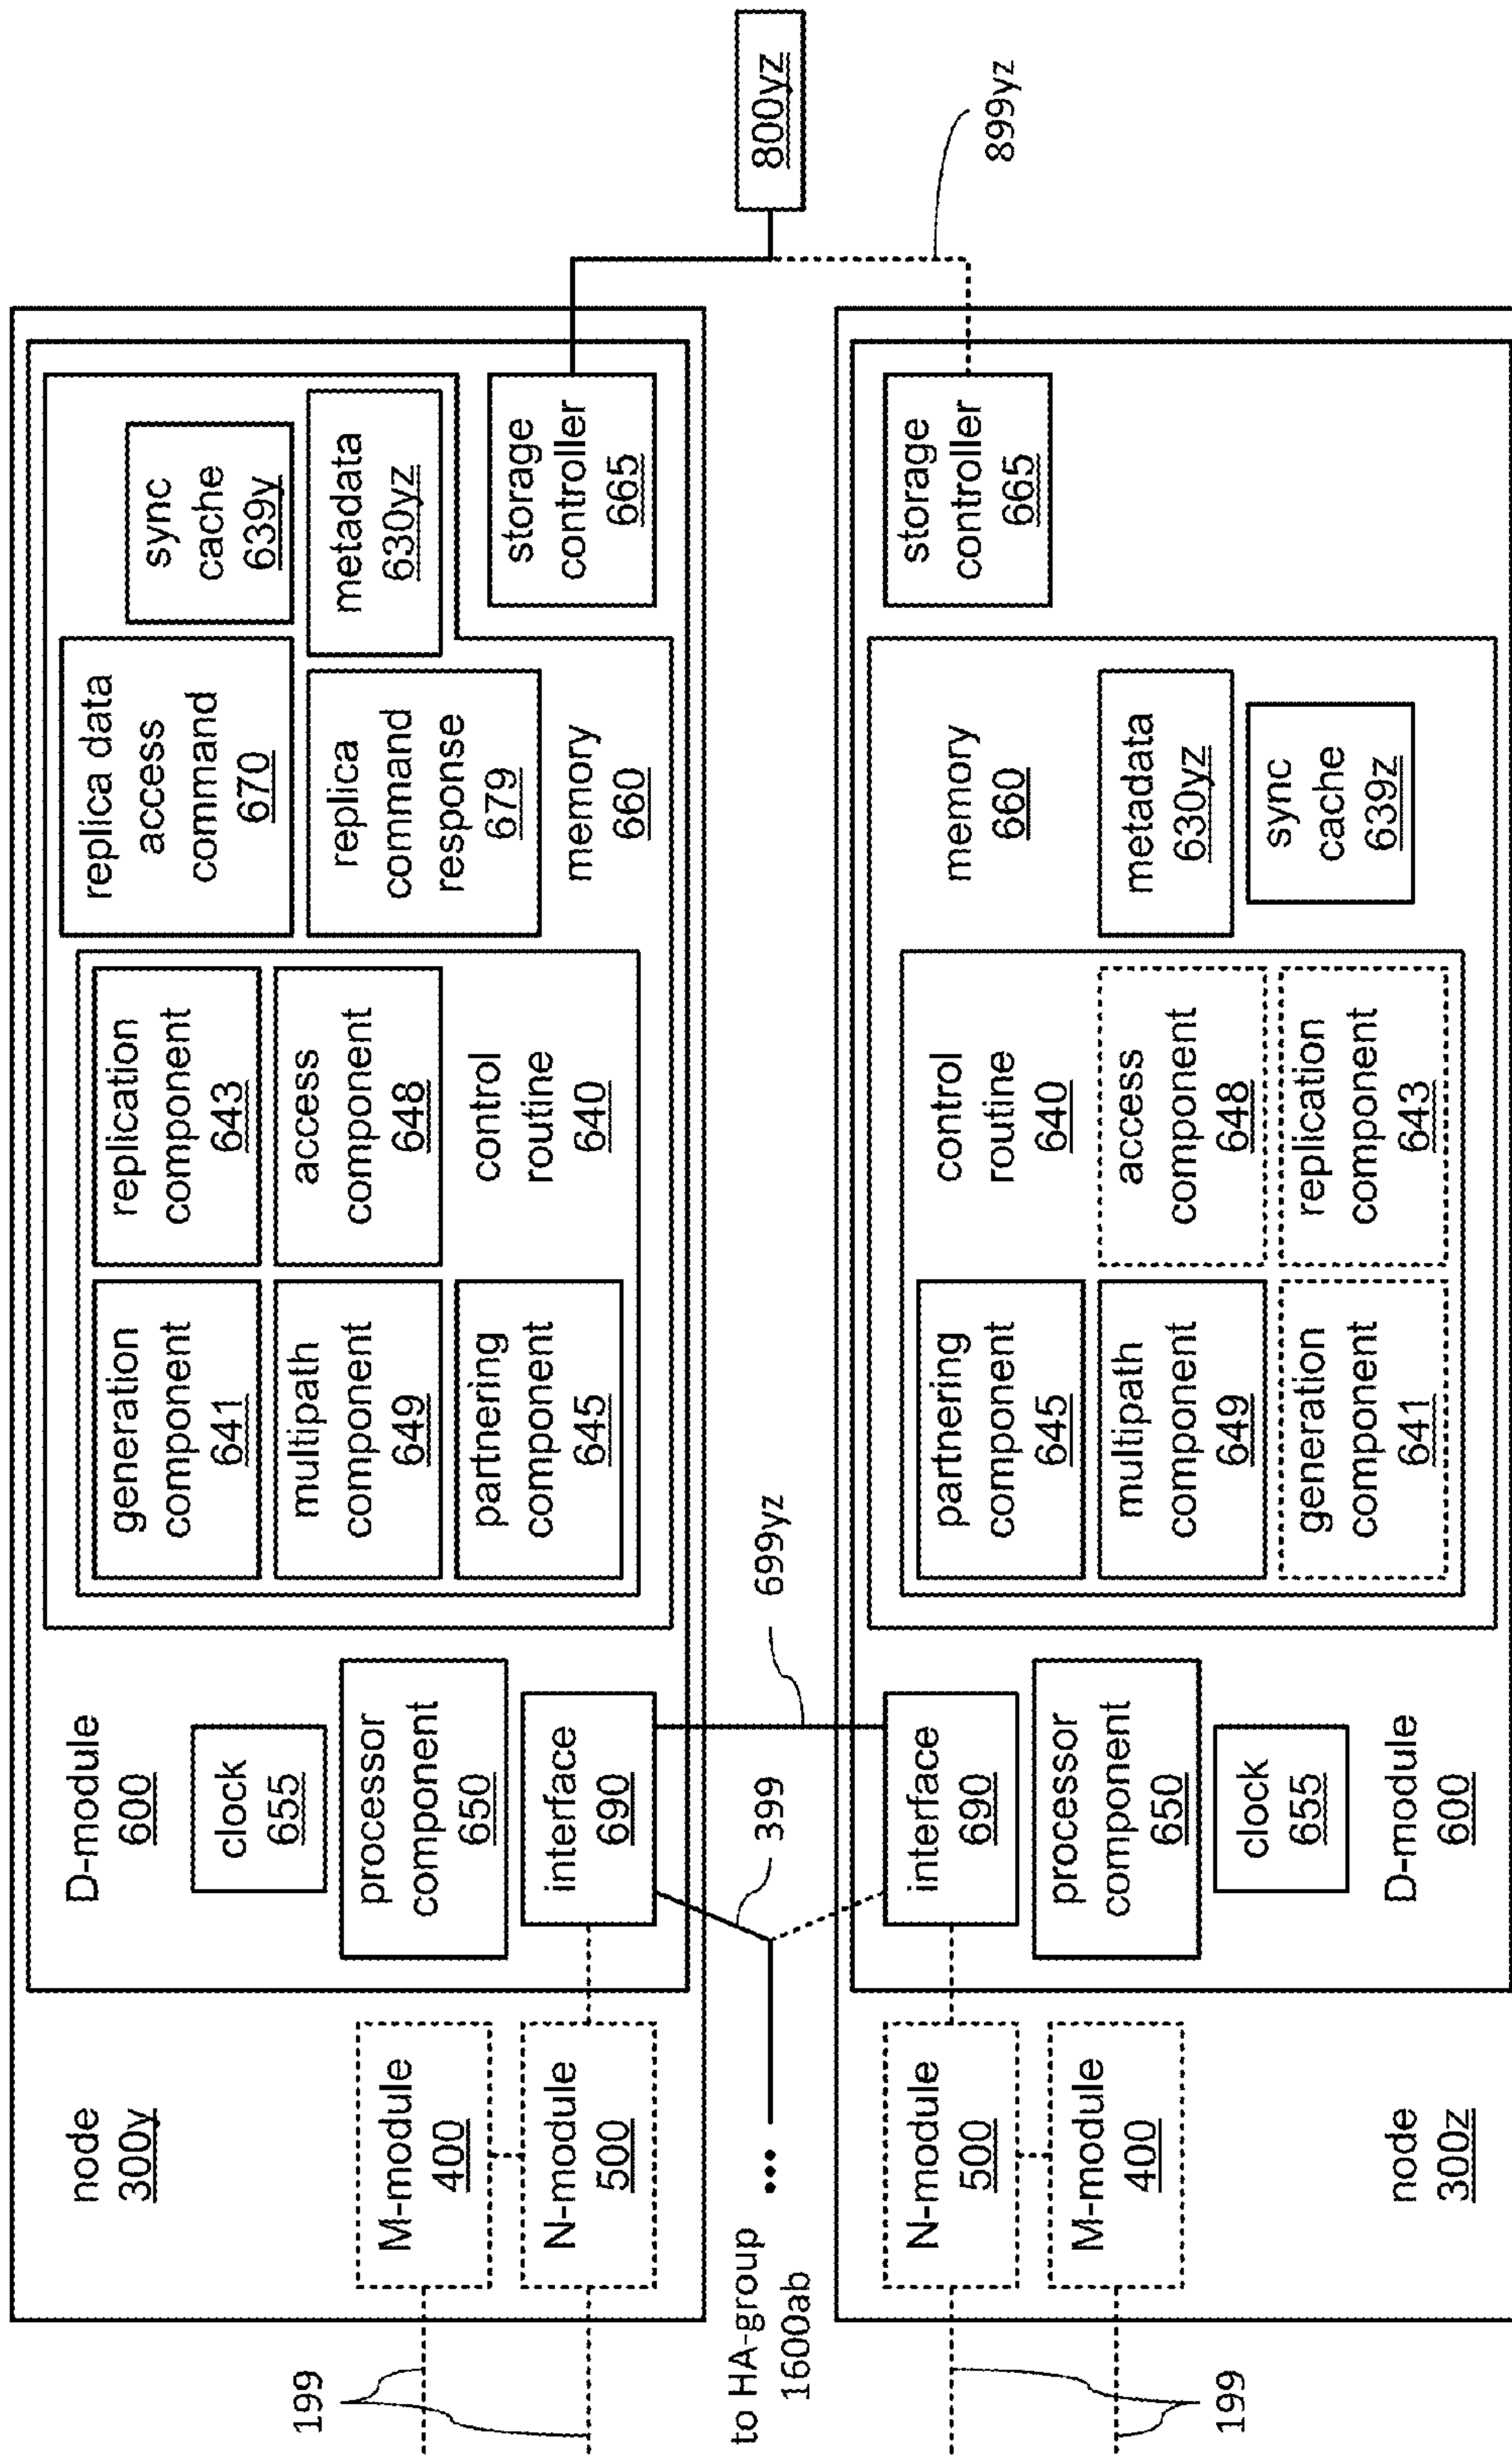 node
300y
D-module
600
clock
655
processor
component
650
interface
690
M-module
400
N-module
500
199
generation
component
641
replication
component
643
multipath
component
649
access
component
648
partnering
component
645
control
routine
640
replica data
access
command
670
replica
command
response
679
memory
660
sync
cache
639y
metadata
630yz
storage
controller
665
to HA-group
1600ab
...
399
699yz
800yz
899yz
N-module
500
M-module
400
199
node
300z
interface
690
processor
component
650
clock
655
D-module
600
partnering
component
645
control
routine
640
multipath
component
649
access
component
648
generation
component
641
replication
component
643
memory
660
metadata
630yz
sync
cache
639z
storage
controller
665